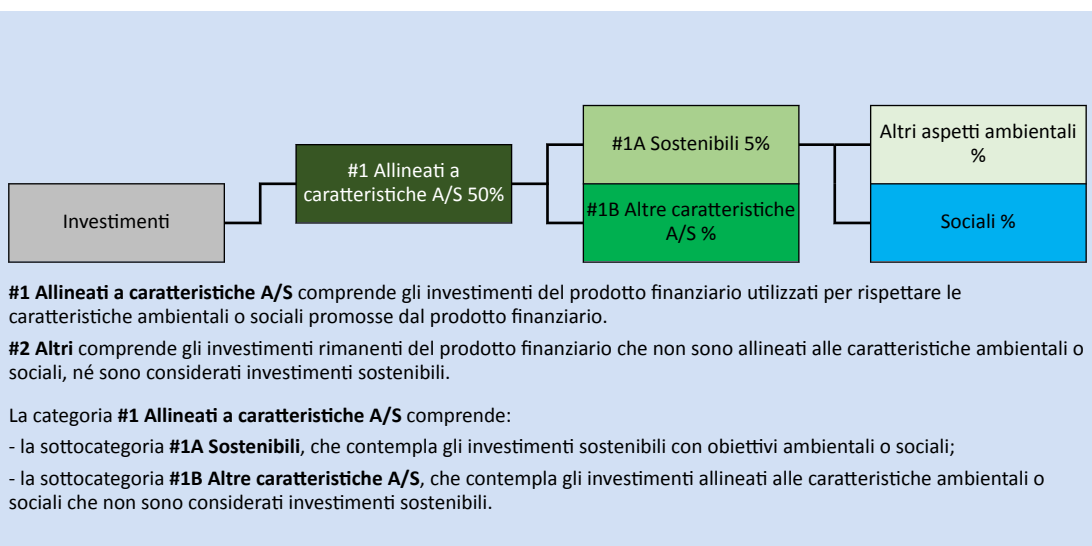 Investimenti
#1 Allineati a
caratteristiche A/S 50%
#1A Sostenibili 5%
#1B Altre caratteristiche
A/S %
Altri aspetti ambientali
%
Sociali %
#1 Allineati a caratteristiche A/S comprende gli investimenti del prodotto finanziario utilizzati per rispettare le
caratteristiche ambientali o sociali promosse dal prodotto finanziario.
#2 Altri comprende gli investimenti rimanenti del prodotto finanziario che non sono allineati alle caratteristiche ambientali o
sociali, né sono considerati investimenti sostenibili.
La categoria #1 Allineati a caratteristiche A/S comprende:
- la sottocategoria #1A Sostenibili, che contempla gli investimenti sostenibili con obiettivi ambientali o sociali;
- la sottocategoria #1B Altre caratteristiche A/S, che contempla gli investimenti allineati alle caratteristiche ambientali o
sociali che non sono considerati investimenti sostenibili.